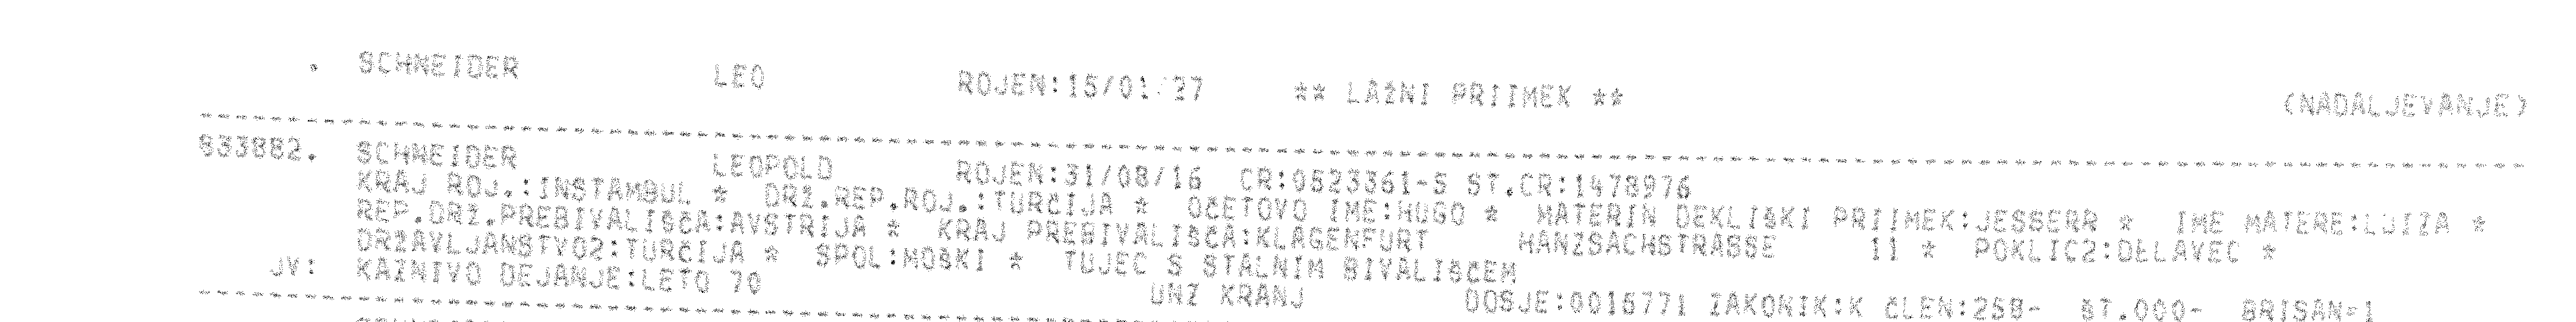 . SCHNEIDER LEO ROJEN:15/01/27 ** LAŽNI PRIIMEK ** (NADALJEVANJE)
833882. SCHNEIDER LEOPOLD ROJEN:31/08/16 CR:0523361-S ST.CR:1478976
KRAJ ROJ.:INSTAMBUL * DRŽ.REP.ROJ.:TURČIJA * OČETOVO IME:HUGO * MATERIN DEKLIŠKI PRIIMEK:JESSERR * IME MATERE:LJIZA *
REP.DRŽ.PREBIVALIŠČA:AVSTRIJA * KRAJ PREBIVALIŠČA:KLAGENFURT HANZSACHSTRASSE 11 * POKLIC2:DELAVEC *
DRŽAVLJANSTVO2:TURČIJA * SPOL:MOŠKI * TUJEC S STALNIM BIVALIŠČEM
JV: KAZNIVO DEJANJE:LETO 70 UNZ KRANJ DOSJE:0015771 ZAKONIK:K ČLEN:258- ŠT.000- BRISAN=1